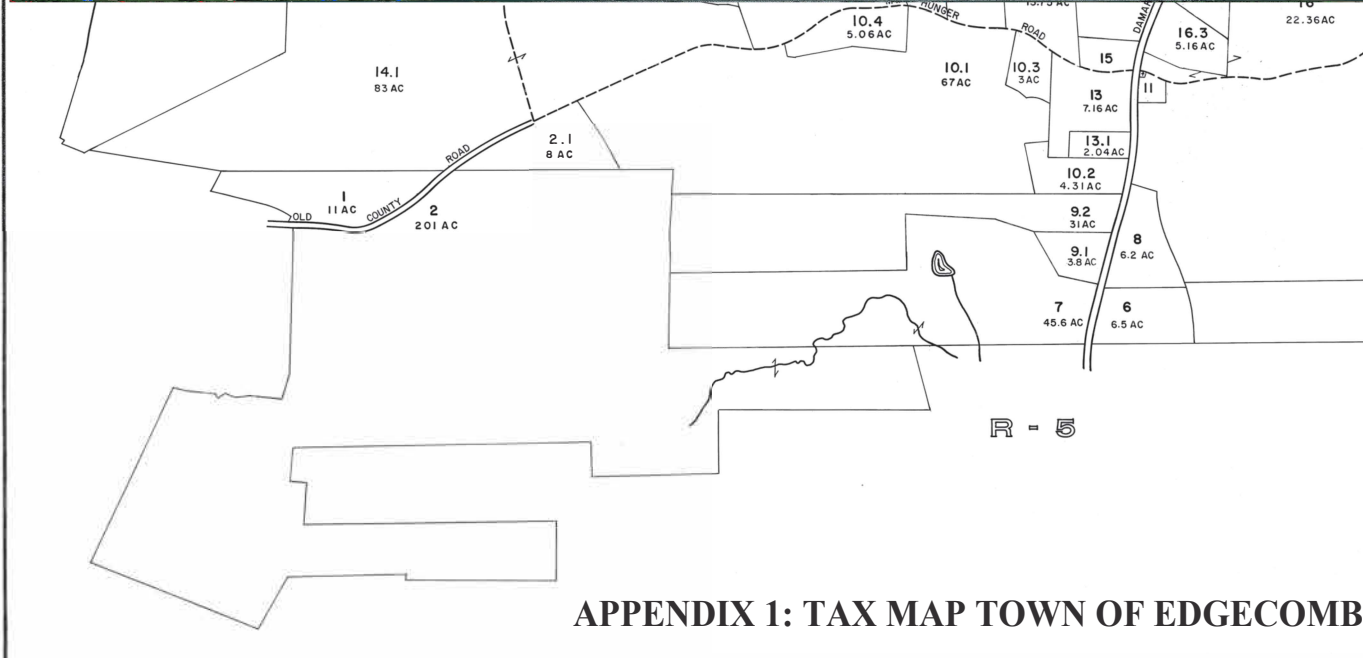 HUNGER
ROAD
DAMAR
10.4
5.06 AC
16.3
5.16 AC
22.36 AC
14.1
83 AC
10.1
67 AC
10.3
3 AC
15
11
13
7.16 AC
2.1
8 AC
13.1
2.04 AC
10.2
4.31 AC
1
11 AC
OLD COUNTY ROAD
2
201 AC
9.2
31 AC
9.1
3.8 AC
8
6.2 AC
7
45.6 AC
6
6.5 AC
R - 5
APPENDIX 1: TAX MAP TOWN OF EDGECOMB